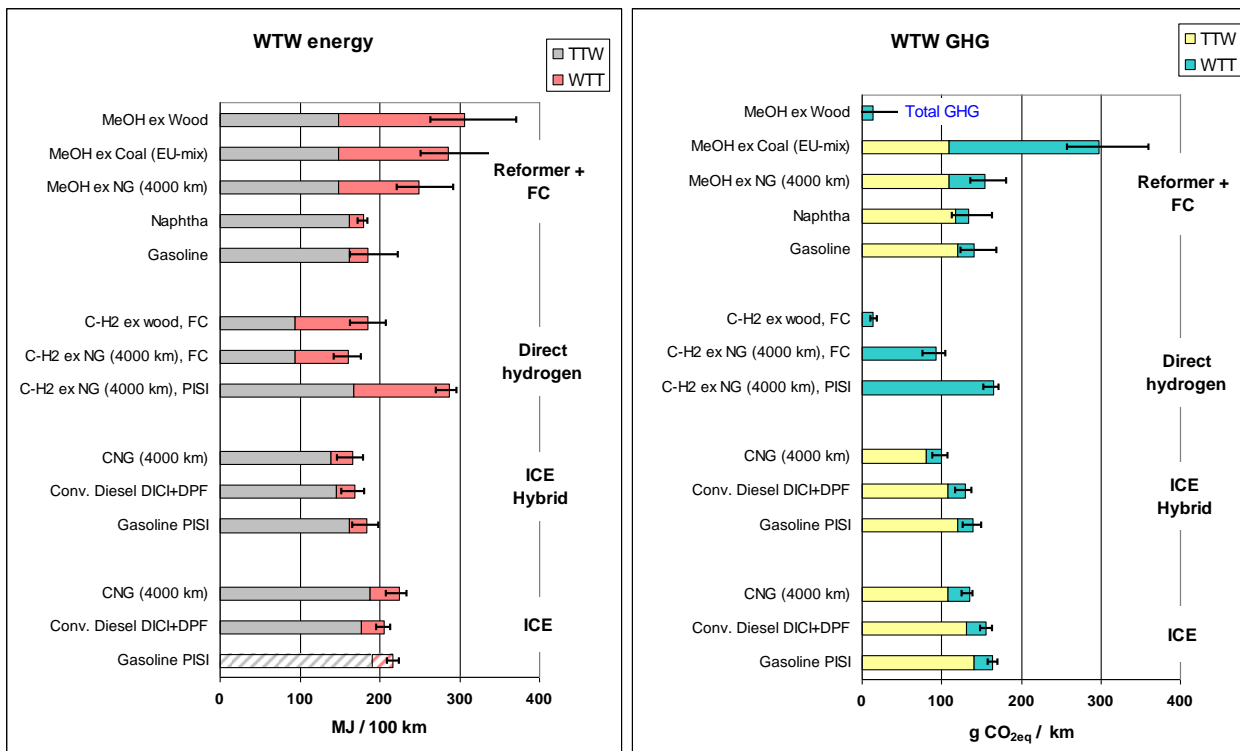 WTW energy
TTW
WTT
MeOH ex Wood
MeOH ex Coal (EU-mix)
MeOH ex NG (4000 km)
Naphtha
Gasoline
Reformer +
FC
C-H2 ex wood, FC
C-H2 ex NG (4000 km), FC
C-H2 ex NG (4000 km), PISI
Direct
hydrogen
CNG (4000 km)
Conv. Diesel DICI+DPF
Gasoline PISI
ICE
Hybrid
CNG (4000 km)
Conv. Diesel DICI+DPF
Gasoline PISI
ICE
0 100 200 300 400
MJ / 100 km
WTW GHG
TTW
WTT
MeOH ex Wood
Total GHG
MeOH ex Coal (EU-mix)
MeOH ex NG (4000 km)
Naphtha
Gasoline
Reformer +
FC
C-H2 ex wood, FC
C-H2 ex NG (4000 km), FC
C-H2 ex NG (4000 km), PISI
Direct
hydrogen
CNG (4000 km)
Conv. Diesel DICI+DPF
Gasoline PISI
ICE
Hybrid
CNG (4000 km)
Conv. Diesel DICI+DPF
Gasoline PISI
ICE
0 100 200 300 400
g CO2eq / km